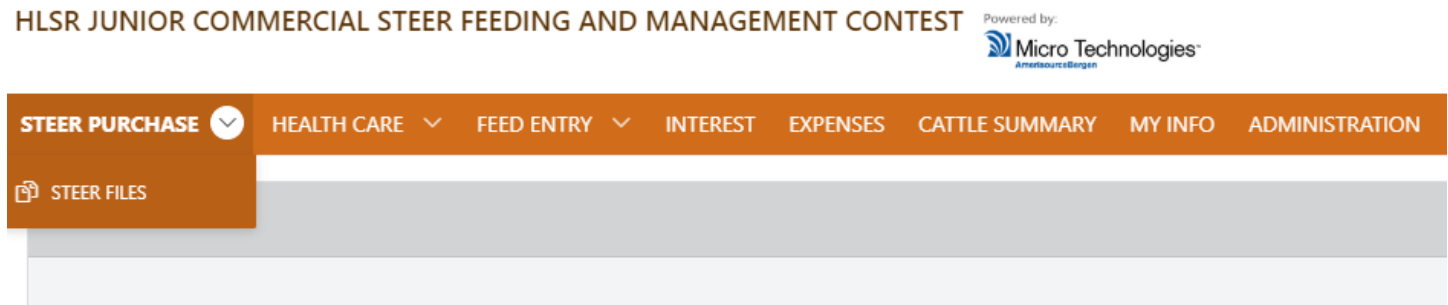 HLSR JUNIOR COMMERCIAL STEER FEEDING AND MANAGEMENT CONTEST
Powered by:
Micro Technologies
AmerisourceBergen
STEER PURCHASE HEALTH CARE FEED ENTRY INTEREST EXPENSES CATTLE SUMMARY MY INFO ADMINISTRATION
STEER FILES